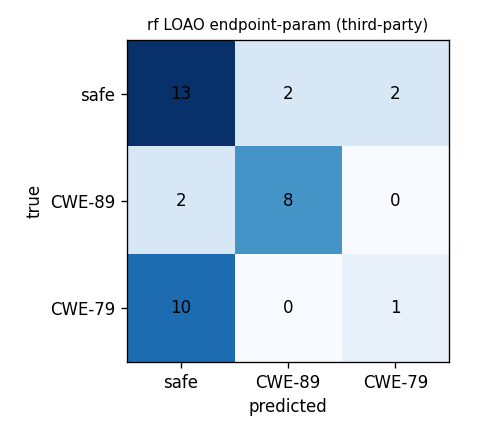 rf LOAO endpoint-param (third-party)
safe 13 2 2
true
CWE-89 2 8 0
CWE-79 10 0 1
safe CWE-89 CWE-79
predicted